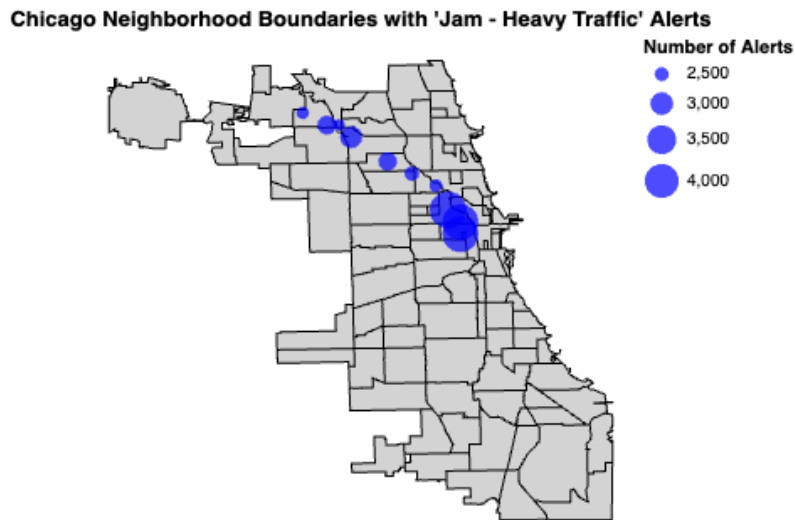 Chicago Neighborhood Boundaries with 'Jam - Heavy Traffic' Alerts
Number of Alerts
2,500
3,000
3,500
4,000